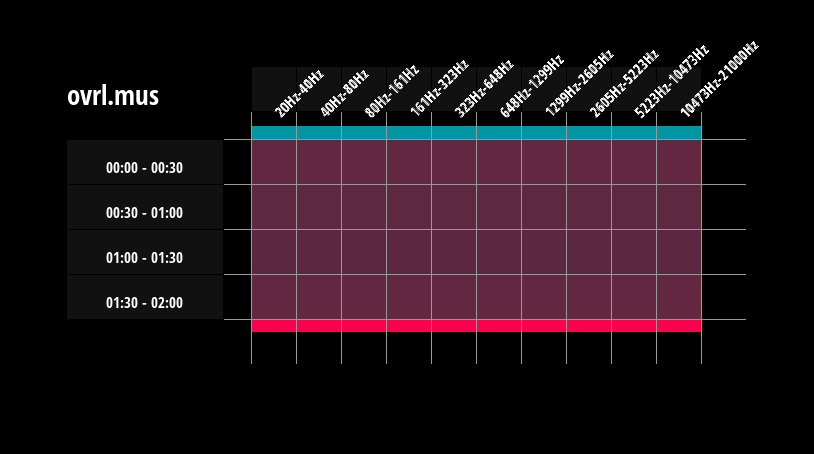 ovrl.mus
20Hz-40Hz
40Hz-80Hz
80Hz-161Hz
161Hz-323Hz
323Hz-648Hz
648Hz-1299Hz
1299Hz-2605Hz
2605Hz-5223Hz
5223Hz-10473Hz
10473Hz-21000Hz
00:00 - 00:30
00:30 - 01:00
01:00 - 01:30
01:30 - 02:00